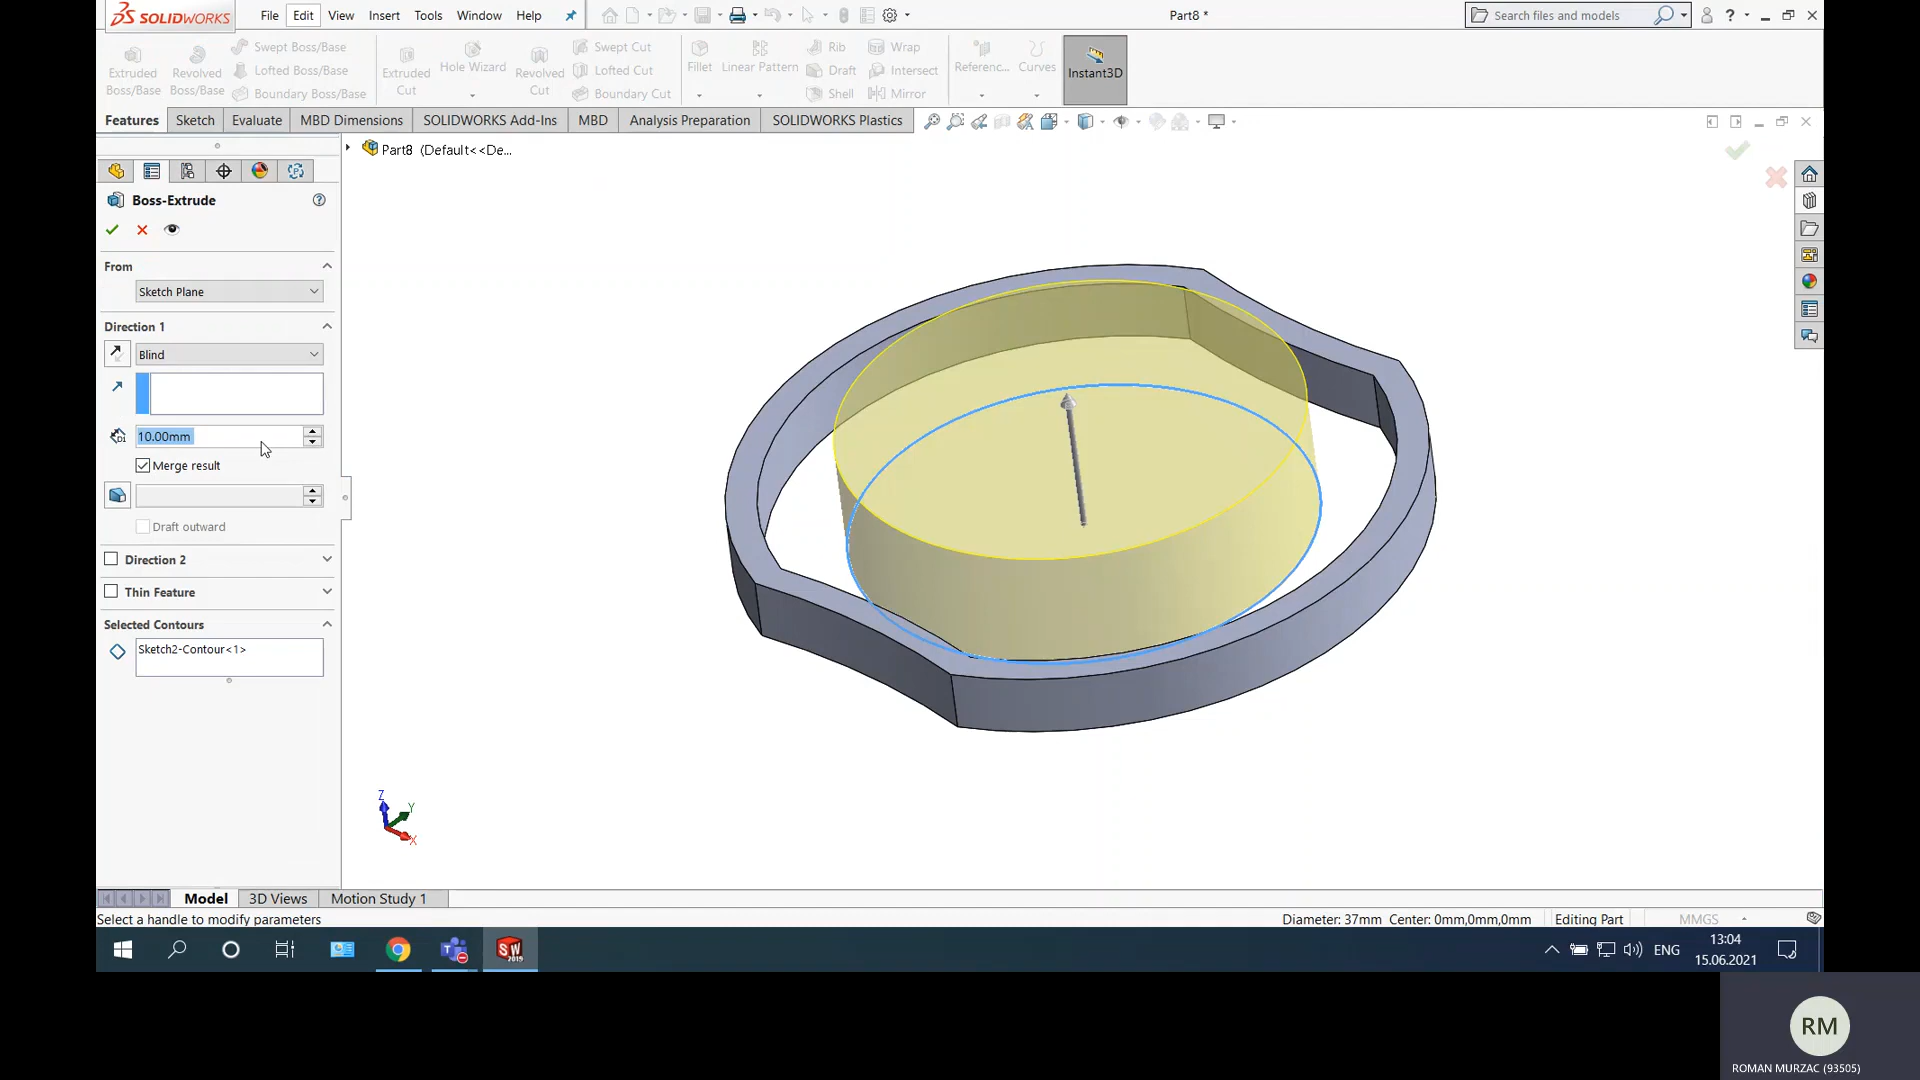 SOLIDWORKS
File Edit View Insert Tools Window Help
Part8 *
Search files and models
Extruded Boss/Base
Revolved Boss/Base
Swept Boss/Base
Lofted Boss/Base
Boundary Boss/Base
Extruded Cut
Hole Wizard
Revolved Cut
Swept Cut
Lofted Cut
Boundary Cut
Fillet
Linear Pattern
Rib
Draft
Shell
Wrap
Intersect
Mirror
Referenc...
Curves
Instant3D
Features Sketch Evaluate MBD Dimensions SOLIDWORKS Add-Ins MBD Analysis Preparation SOLIDWORKS Plastics
Part8 (Default<<De...
Boss-Extrude
From
Sketch Plane
Direction 1
Blind
10.00mm
Merge result
Draft outward
Direction 2
Thin Feature
Selected Contours
Sketch2-Contour<1>
Z
Y
X
Model 3D Views Motion Study 1
Select a handle to modify parameters
Diameter: 37mm Center: 0mm,0mm,0mm Editing Part MMGS
SW 2019
ENG
13:04
15.06.2021
RM
ROMAN MURZAC (93505)